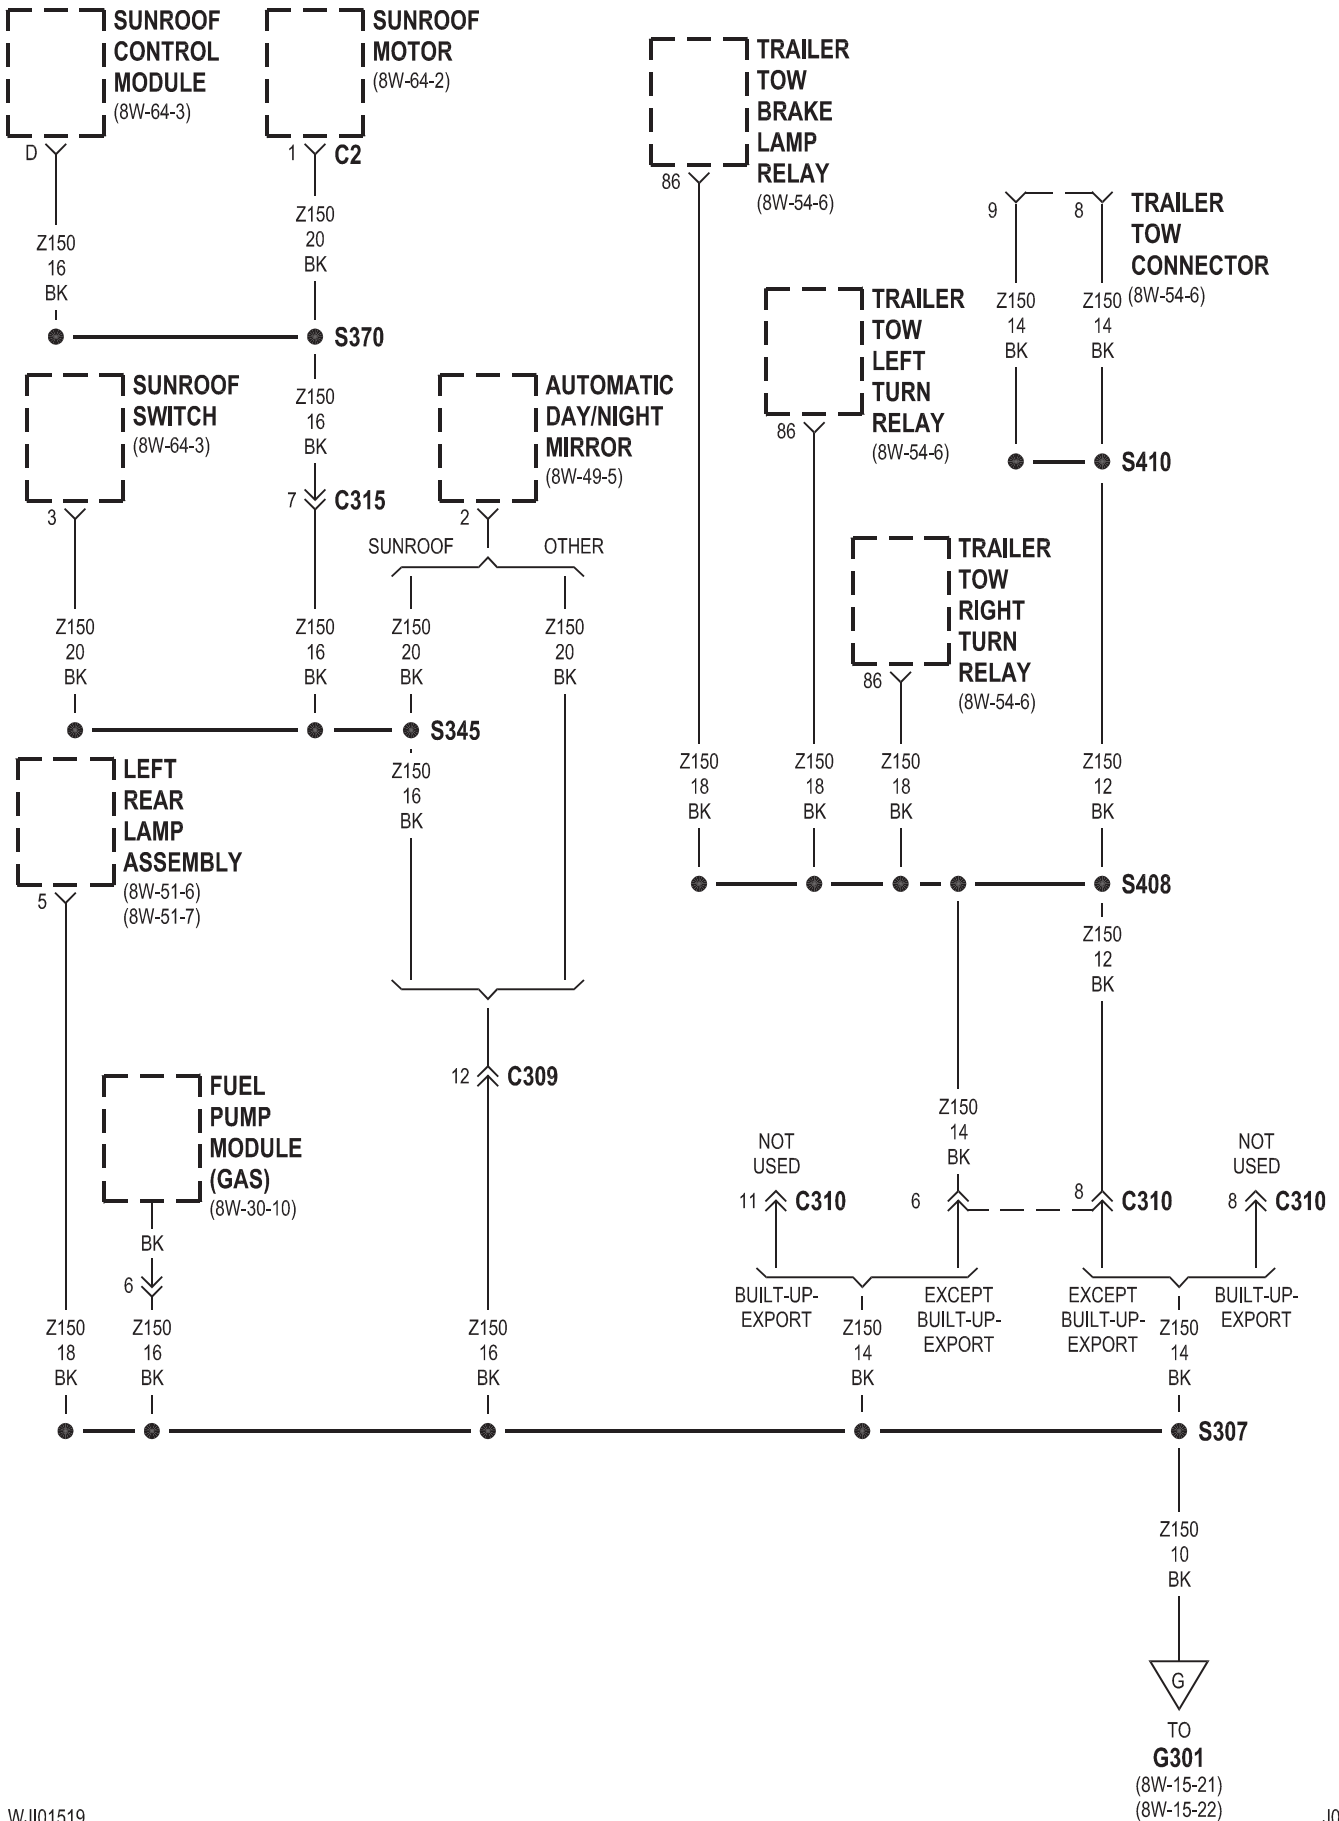 SUNROOF
CONTROL
MODULE
(8W-64-3)
D
Z150
16
BK
SUNROOF
MOTOR
(8W-64-2)
1
C2
Z150
20
BK
S370
Z150
16
BK
7
C315
Z150
16
BK
SUNROOF
SWITCH
(8W-64-3)
3
Z150
20
BK
AUTOMATIC
DAY/NIGHT
MIRROR
(8W-49-5)
2
SUNROOF
OTHER
Z150
20
BK
Z150
20
BK
S345
Z150
16
BK
LEFT
REAR
LAMP
ASSEMBLY
(8W-51-6)
(8W-51-7)
5
Z150
18
BK
FUEL
PUMP
MODULE
(GAS)
(8W-30-10)
BK
6
Z150
16
BK
12
C309
Z150
16
BK
TRAILER
TOW
BRAKE
LAMP
RELAY
(8W-54-6)
86
Z150
18
BK
TRAILER
TOW
LEFT
TURN
RELAY
(8W-54-6)
86
Z150
18
BK
TRAILER
TOW
RIGHT
TURN
RELAY
(8W-54-6)
86
Z150
18
BK
9
8
TRAILER
TOW
CONNECTOR
(8W-54-6)
Z150
14
BK
Z150
14
BK
S410
Z150
12
BK
S408
Z150
12
BK
Z150
14
BK
NOT
USED
11
C310
6
8
C310
NOT
USED
8
C310
BUILT-UP-
EXPORT
EXCEPT
BUILT-UP-
EXPORT
EXCEPT
BUILT-UP-
EXPORT
BUILT-UP-
EXPORT
Z150
14
BK
Z150
14
BK
S307
Z150
10
BK
G
TO
G301
(8W-15-21)
(8W-15-22)
WJI01519
J0